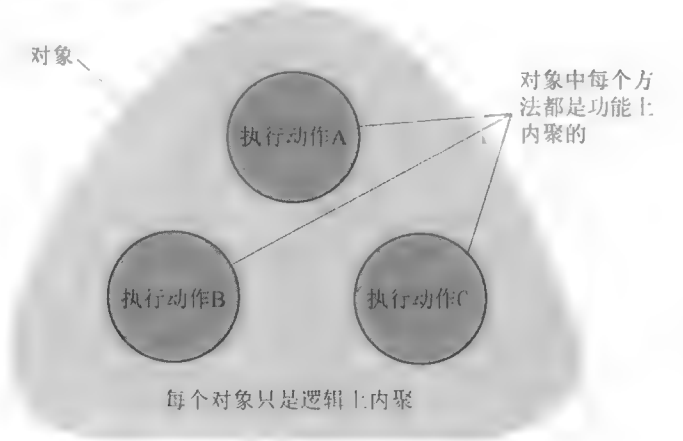 对象
对象中每个方
法都是功能上
内聚的
执行动作A
执行动作B
执行动作C
每个对象只是逻辑上内聚